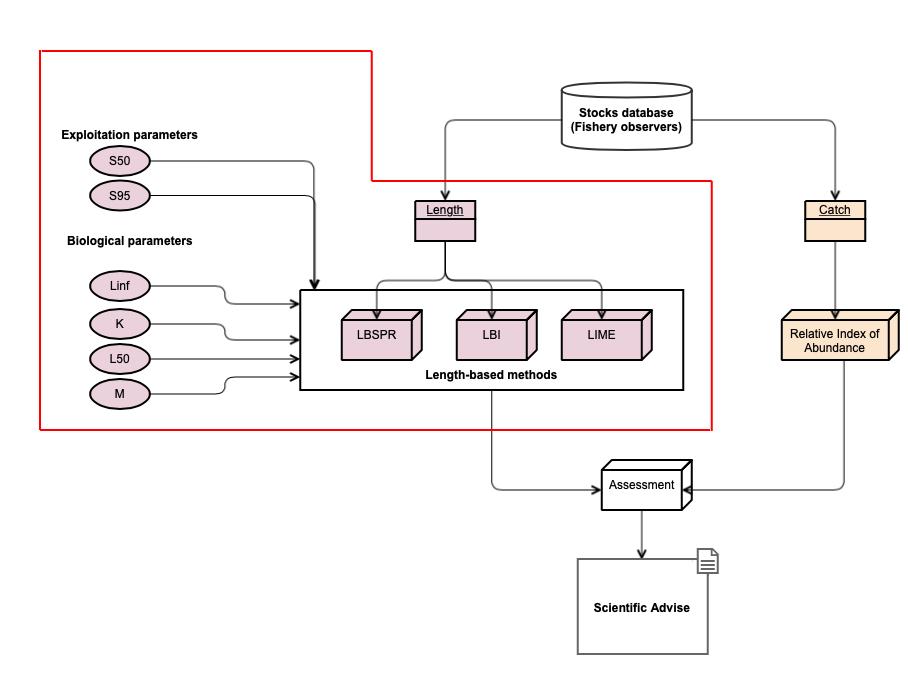 Stocks database
(Fishery observers)
Exploitation parameters
S50
S95
Length
Catch
Biological parameters
Linf
K
L50
M
LBSPR
LBI
LIME
Length-based methods
Relative Index of
Abundance
Assessment
Scientific Advise